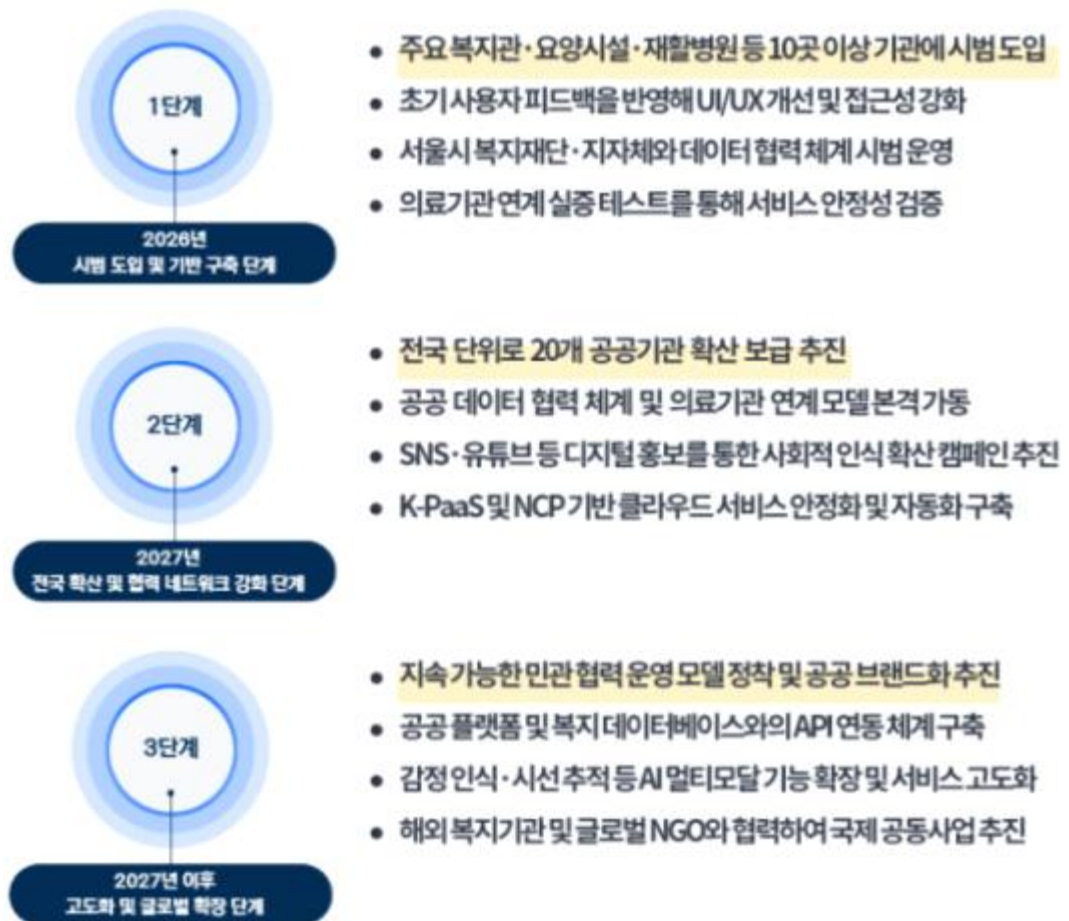 1단계
2026년
시범 도입 및 기반 구축 단계
• 주요 복지관·요양시설·재활병원 등 10곳 이상 기관에 시범 도입
• 초기 사용자 피드백을 반영해 UI/UX 개선 및 접근성 강화
• 서울시 복지재단·지자체와 데이터 협력 체계 시범 운영
• 의료기관 연계 실증 테스트를 통해 서비스 안정성 검증
2단계
2027년
전국 확산 및 협력 네트워크 강화 단계
• 전국 단위로 20개 공공기관 확산 보급 추진
• 공공 데이터 협력 체계 및 의료기관 연계 모델 본격 가동
• SNS·유튜브 등 디지털 홍보를 통한 사회적 인식 확산 캠페인 추진
• K-PaaS 및 NCP 기반 클라우드 서비스 안정화 및 자동화 구축
3단계
2027년 이후
고도화 및 글로벌 확장 단계
• 지속 가능한 민관 협력 운영 모델 정착 및 공공 브랜드화 추진
• 공공 플랫폼 및 복지 데이터베이스와의 API 연동 체계 구축
• 감정 인식·시선 추적 등 AI 멀티모달 기능 확장 및 서비스 고도화
• 해외 복지기관 및 글로벌 NGO와 협력하여 국제 공동사업 추진